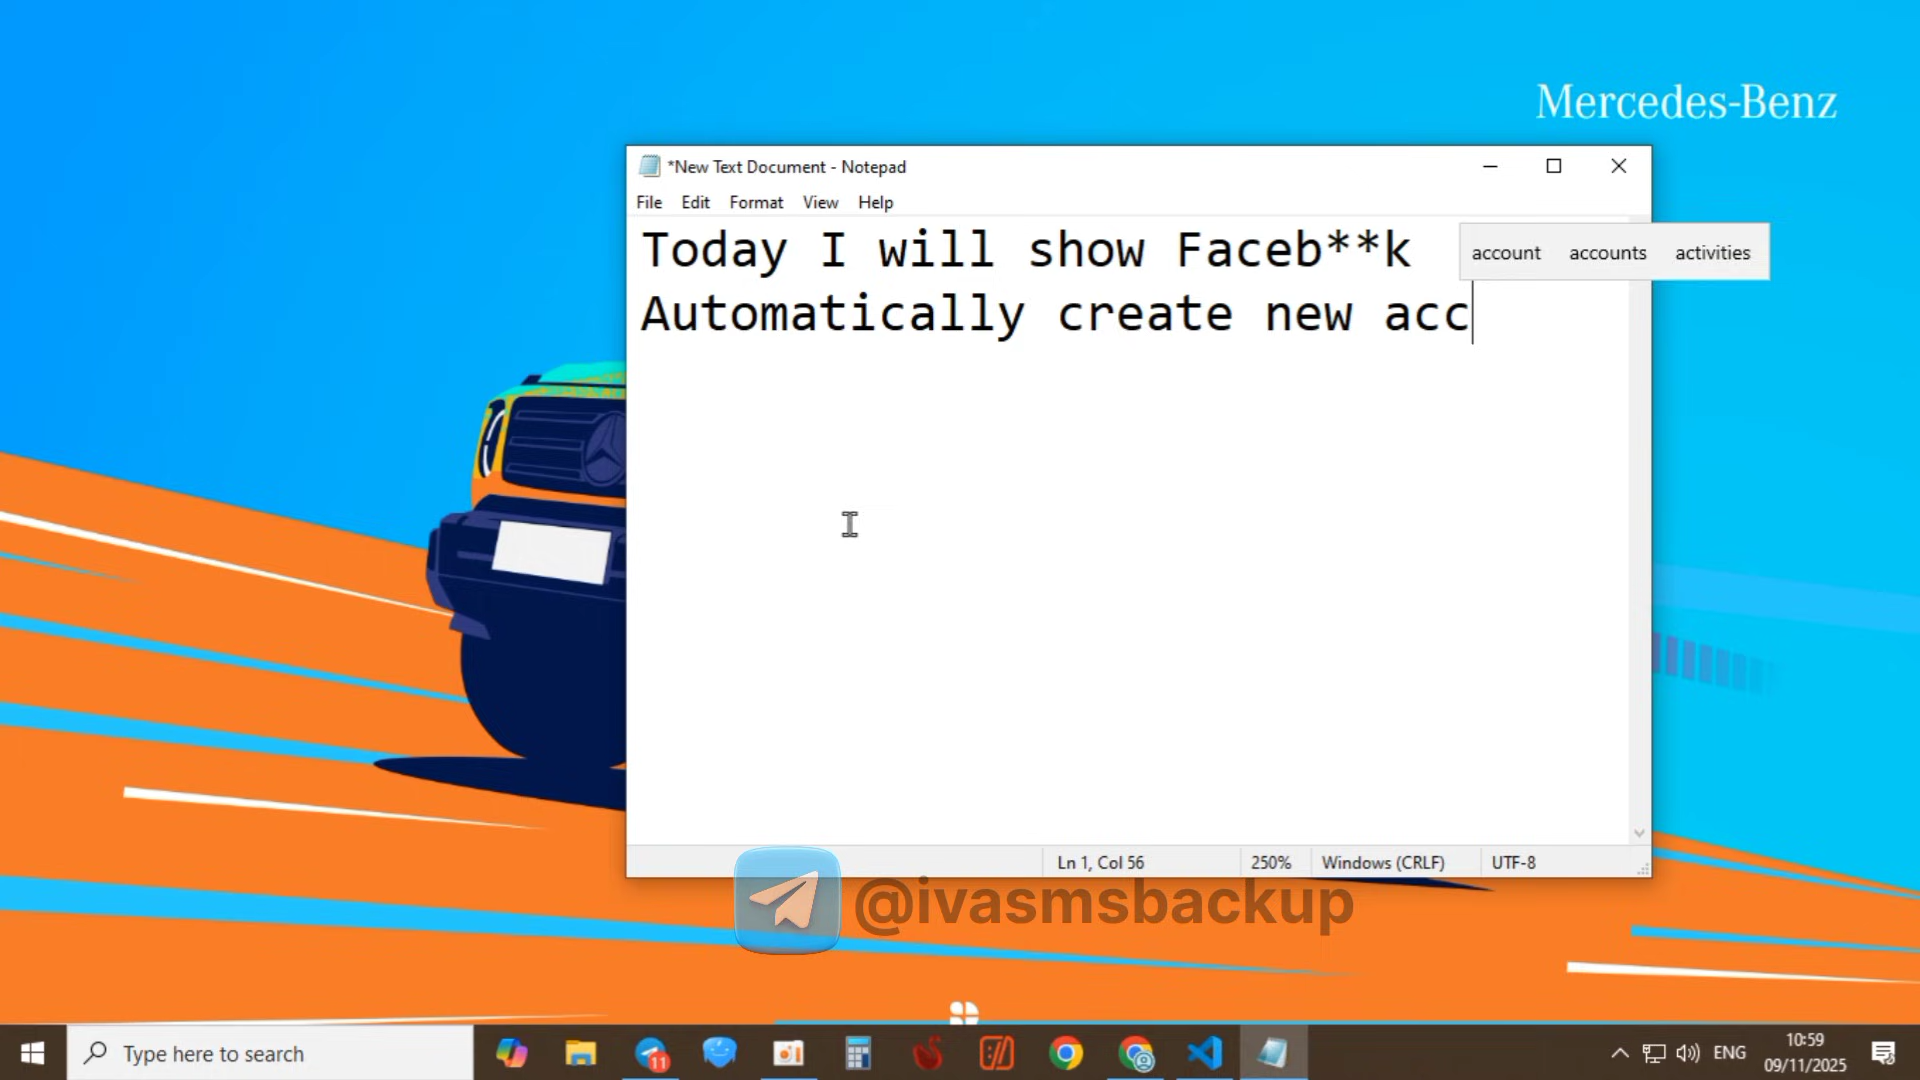 Mercedes-Benz
*New Text Document - Notepad
File Edit Format View Help
Today I will show Faceb**k
account accounts activities
Automatically create new acc
Ln 1, Col 56 250% Windows (CRLF) UTF-8
@ivasmsbackup
Type here to search
11
ENG
10:59
09/11/2025